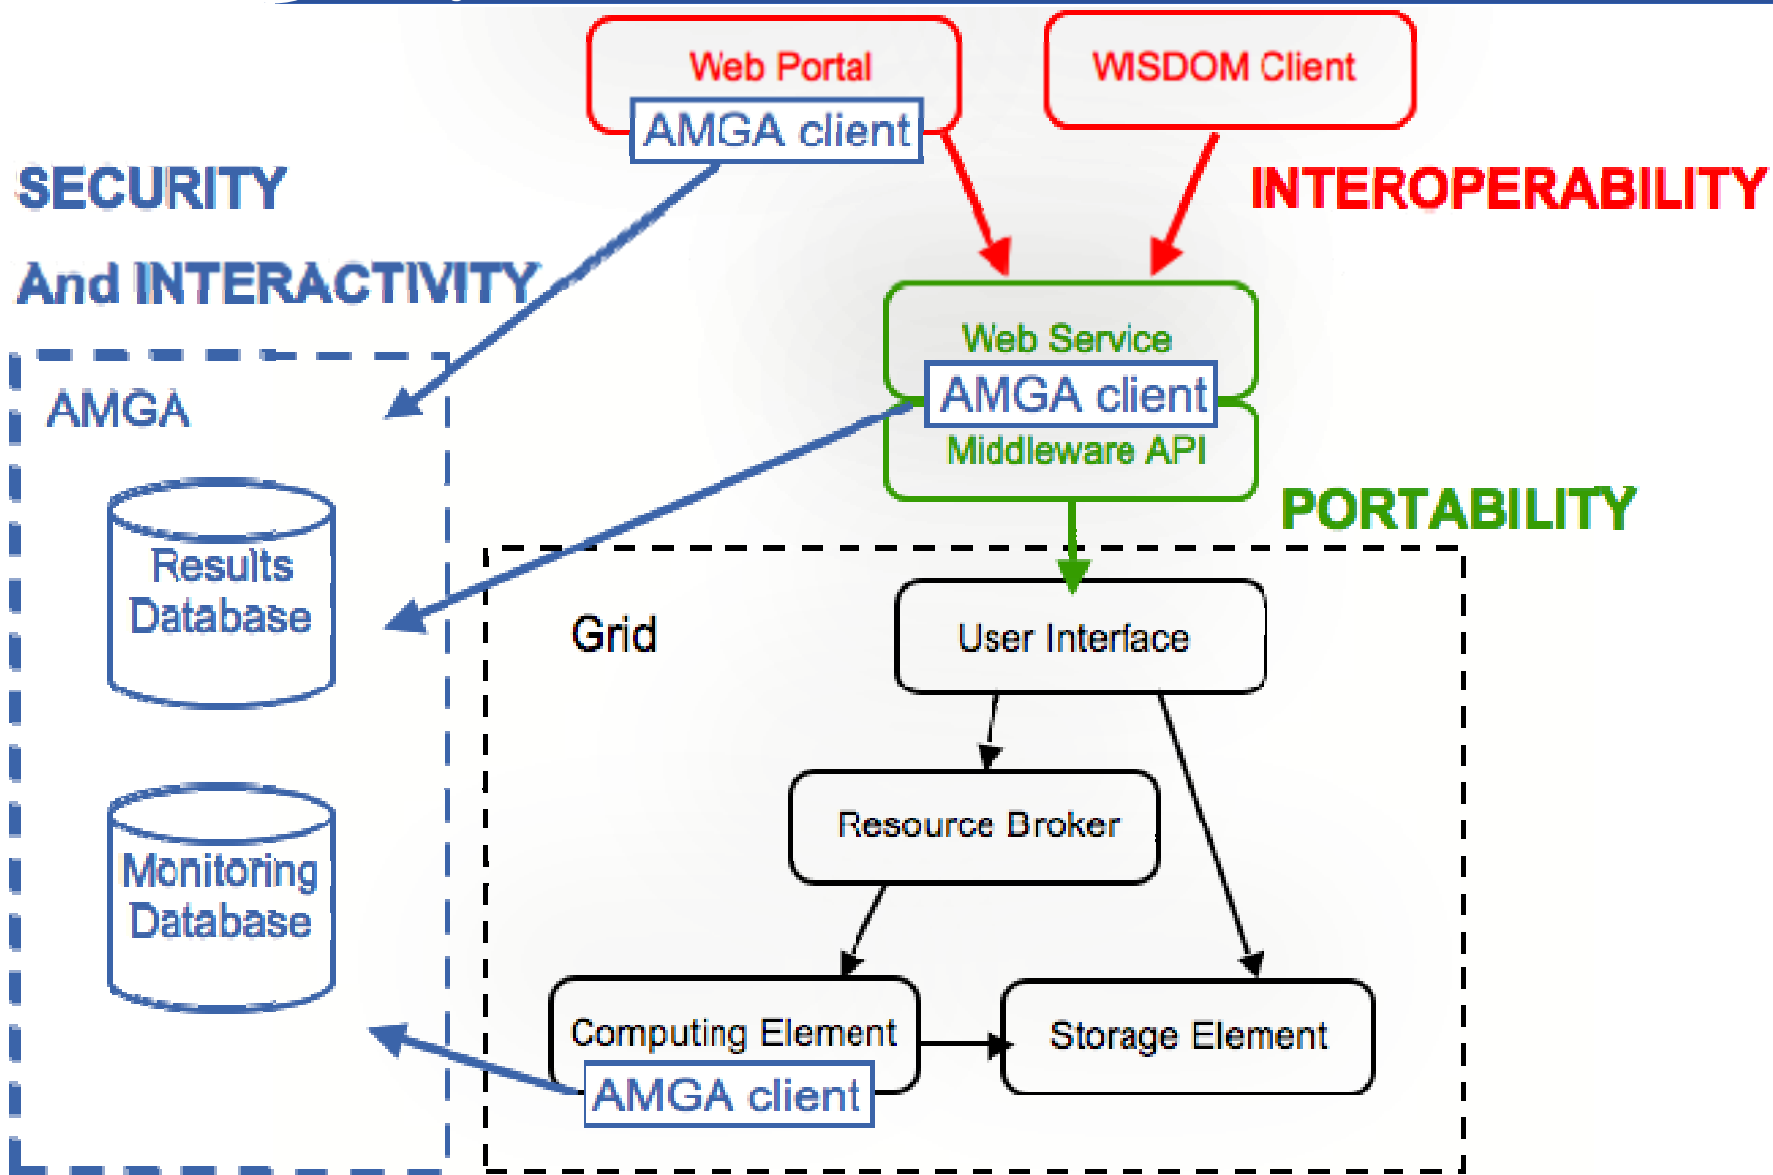 Web Portal
WISDOM Client
AMGA client
SECURITY
INTEROPERABILITY
And INTERACTIVITY
Web Service
AMGA client
AMGA
Middleware API
PORTABILITY
Results
Database
Grid
User Interface
Resource Broker
Monitoring
Database
Computing Element
Storage Element
AMGA client